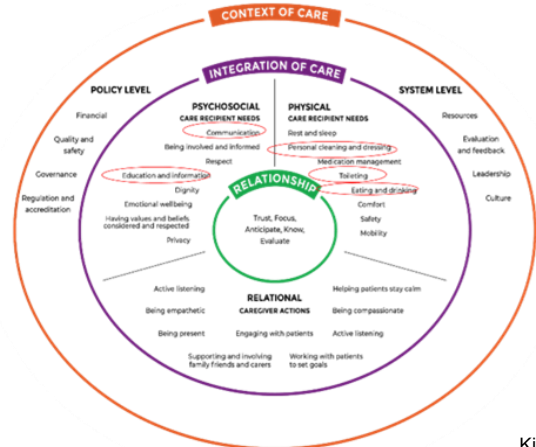 CONTEXT OF CARE
INTEGRATION OF CARE
POLICY LEVEL
Financial
Quality and
safety
Governance
Regulation and
accreditation
PSYCHOSOCIAL
CARE RECIPIENT NEEDS
Communication
Being involved and informed
Respect
Education and information
Dignity
Emotional wellbeing
Having values and beliefs
considered and respected
Privacy
PHYSICAL
CARE RECIPIENT NEEDS
Rest and sleep
Personal cleaning and dressing
Medication management
Toileting
Eating and drinking
Comfort
Safety
Mobility
SYSTEM LEVEL
Resources
Evaluation
and feedback
Leadership
Culture
RELATIONSHIP
Trust, Focus,
Anticipate, Know,
Evaluate
RELATIONAL
CAREGIVER ACTIONS
Active listening
Helping patients stay calm
Being empathetic
Being compassionate
Being present
Engaging with patients
Active listening
Supporting and involving
family friends and carers
Working with patients
to set goals
Ki